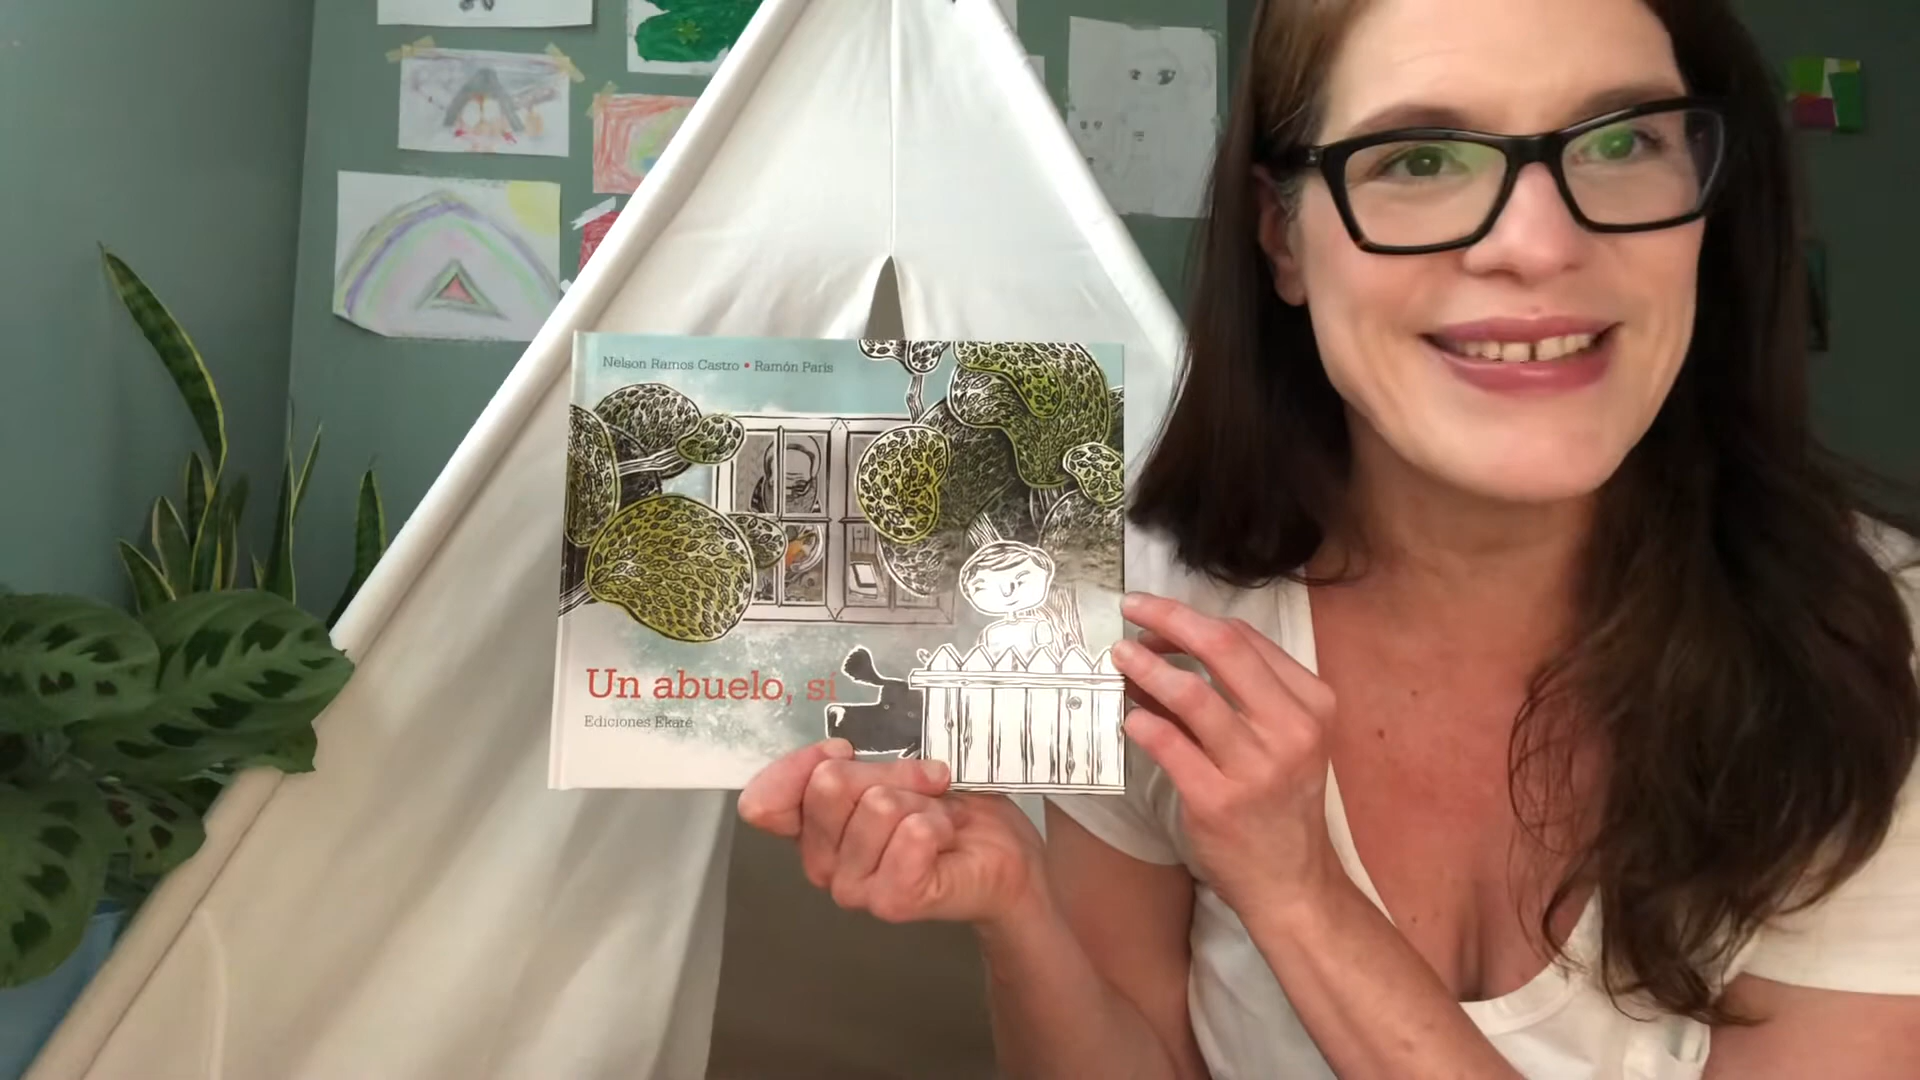 Nelson Ramos Castro • Ramón París
Un abuelo, sí
Ediciones Ekaré